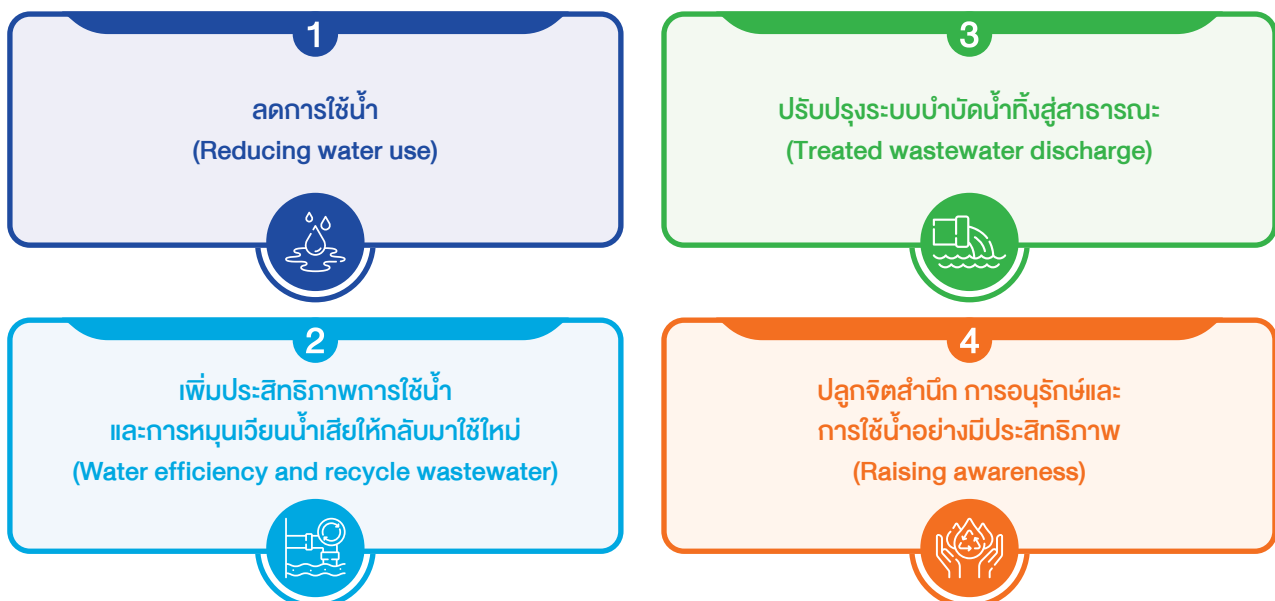 1
ลดการใช้น้ำ
(Reducing water use)
2
เพิ่มประสิทธิภาพการใช้น้ำ
และการหมุนเวียนน้ำเสียให้กลับมาใช้ใหม่
(Water efficiency and recycle wastewater)
3
ปรับปรุงระบบบำบัดน้ำทิ้งสู่สาธารณะ
(Treated wastewater discharge)
4
ปลูกจิตสำนึก การอนุรักษ์และ
การใช้น้ำอย่างมีประสิทธิภาพ
(Raising awareness)